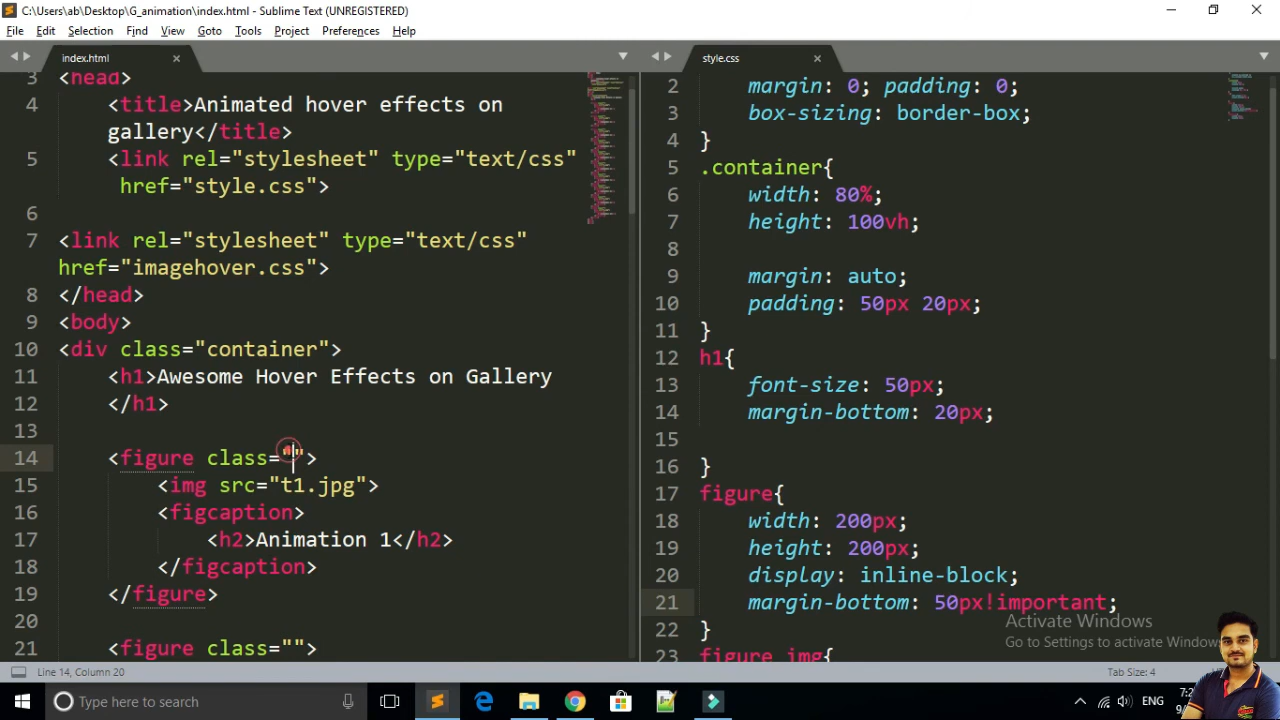 C:\Users\ab\Desktop\G_animation\index.html - Sublime Text (UNREGISTERED)
File Edit Selection Find View Goto Tools Project Preferences Help
index.html
3 <head>
4 <title>Animated hover effects on
gallery</title>
5 <link rel="stylesheet" type="text/css"
href="style.css">
6
7 <link rel="stylesheet" type="text/css"
href="imagehover.css">
8 </head>
9 <body>
10 <div class="container">
11 <h1>Awesome Hover Effects on Gallery
12 </h1>
13
14 <figure class="">
15 <img src="t1.jpg">
16 <figcaption>
17 <h2>Animation 1</h2>
18 </figcaption>
19 </figure>
20
21 <figure class="">
style.css
2 margin: 0; padding: 0;
3 box-sizing: border-box;
4 }
5 .container{
6 width: 80%;
7 height: 100vh;
8
9 margin: auto;
10 padding: 50px 20px;
11 }
12 h1{
13 font-size: 50px;
14 margin-bottom: 20px;
15
16 }
17 figure{
18 width: 200px;
19 height: 200px;
20 display: inline-block;
21 margin-bottom: 50px!important;
22 }
23 figure img{
Activate Windows
Go to Settings to activate Windows
Line 14, Column 20
Tab Size: 4
Type here to search
ENG